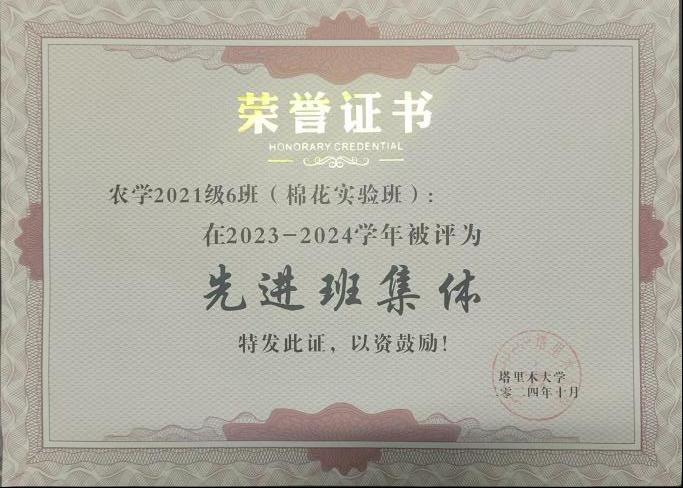 荣誉证书
HONORARY CREDENTIAL
农学2021级6班（棉花实验班）：
在2023-2024学年被评为
先进班集体
特发此证，以资鼓励！
塔里木大学
二零二四年十月